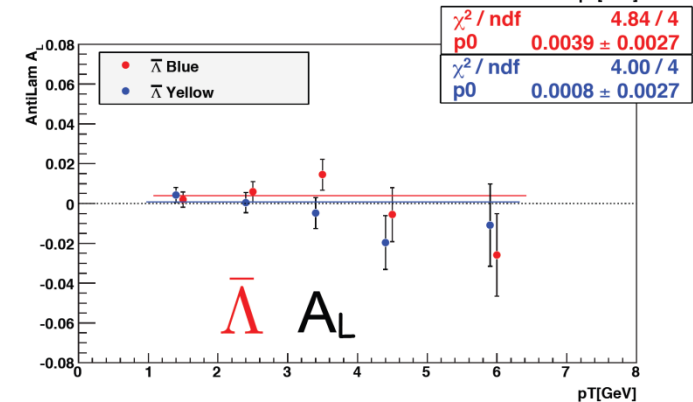 χ² / ndf 4.84 / 4
p0 0.0039 ± 0.0027
χ² / ndf 4.00 / 4
p0 0.0008 ± 0.0027
AntiLam A_L
Λ̅ Blue
Λ̅ Yellow
0.08
0.06
0.04
0.02
0
-0.02
-0.04
-0.06
-0.08
Λ̅ A_L
0 1 2 3 4 5 6 7 8
pT[GeV]